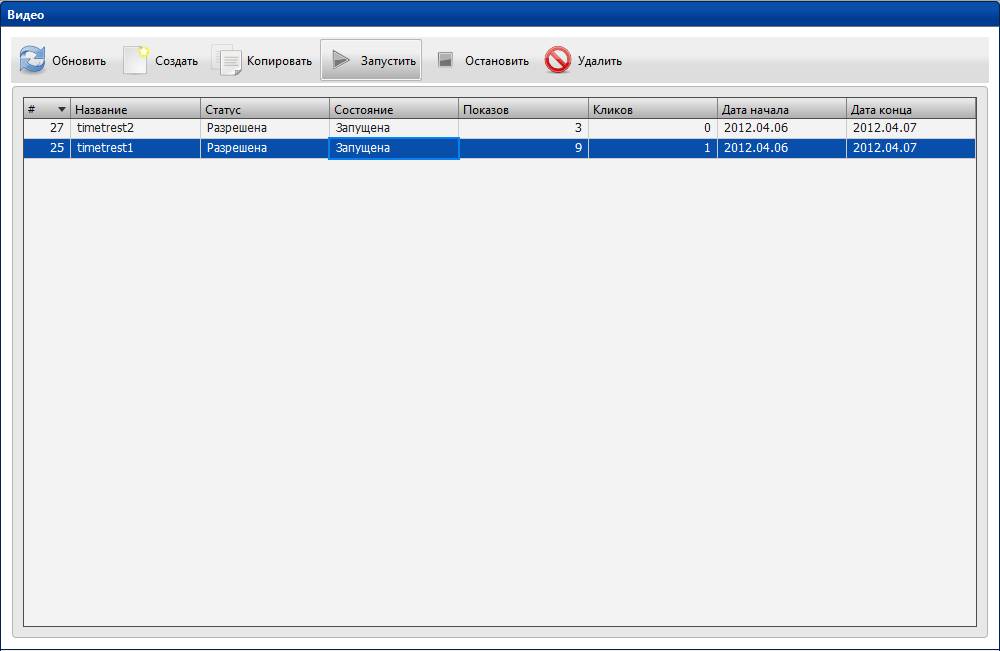 Видео
Обновить Создать Копировать Запустить Остановить Удалить
# Название Статус Состояние Показов Кликов Дата начала Дата конца
27 timetrest2 Разрешена Запущена 3 0 2012.04.06 2012.04.07
25 timetrest1 Разрешена Запущена 9 1 2012.04.06 2012.04.07